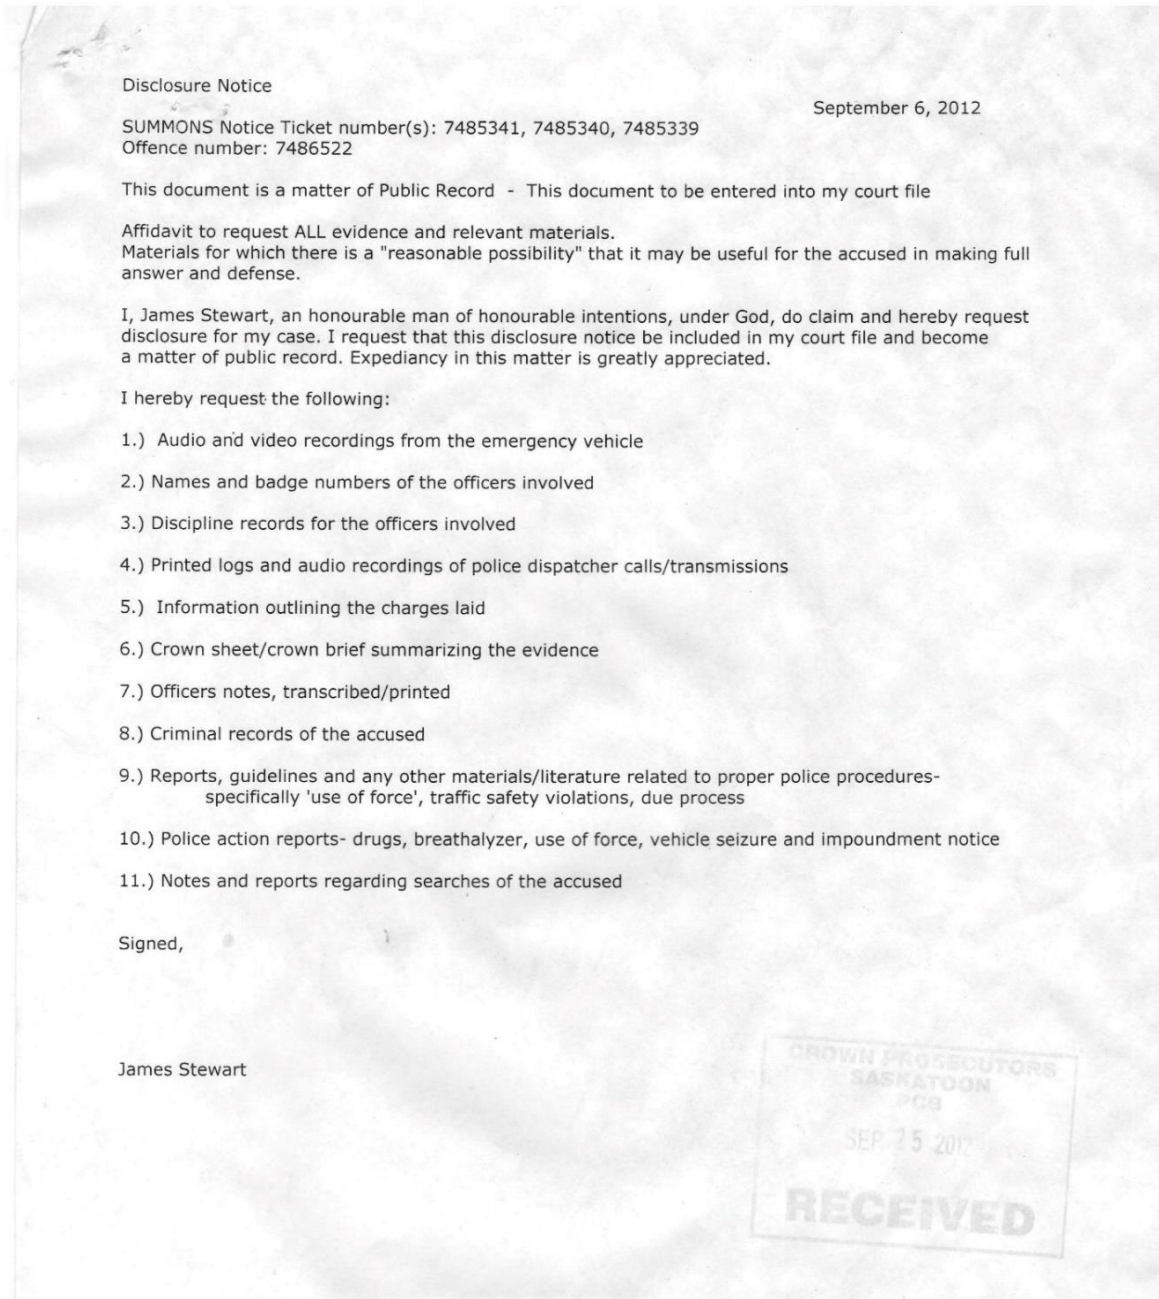 Disclosure Notice
September 6, 2012
SUMMONS Notice Ticket number(s): 7485341, 7485340, 7485339
Offence number: 7486522
This document is a matter of Public Record - This document to be entered into my court file
Affidavit to request ALL evidence and relevant materials.
Materials for which there is a "reasonable possibility" that it may be useful for the accused in making full
answer and defense.
I, James Stewart, an honourable man of honourable intentions, under God, do claim and hereby request
disclosure for my case. I request that this disclosure notice be included in my court file and become
a matter of public record. Expediancy in this matter is greatly appreciated.
I hereby request the following:
1.) Audio and video recordings from the emergency vehicle
2.) Names and badge numbers of the officers involved
3.) Discipline records for the officers involved
4.) Printed logs and audio recordings of police dispatcher calls/transmissions
5.) Information outlining the charges laid
6.) Crown sheet/crown brief summarizing the evidence
7.) Officers notes, transcribed/printed
8.) Criminal records of the accused
9.) Reports, guidelines and any other materials/literature related to proper police procedures-
specifically 'use of force', traffic safety violations, due process
10.) Police action reports- drugs, breathalyzer, use of force, vehicle seizure and impoundment notice
11.) Notes and reports regarding searches of the accused
Signed,
James Stewart
CROWN PROSECUTORS
SASKATOON
SEP 25 2012
RECEIVED